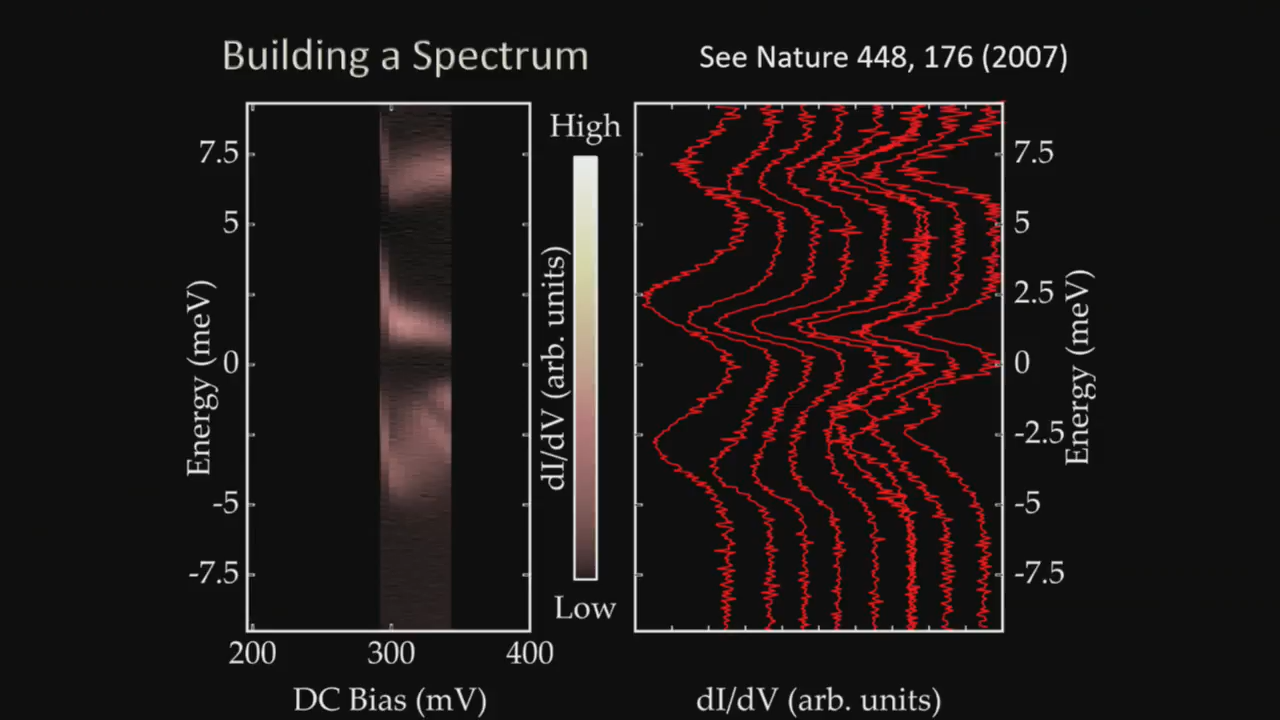 Building a Spectrum
See Nature 448, 176 (2007)
High
7.5
5
2.5
0
-5
-7.5
Energy (meV)
200
300
400
DC Bias (mV)
dI/dV (arb. units)
Low
7.5
5
2.5
0
-2.5
-5
-7.5
Energy (meV)
dI/dV (arb. units)